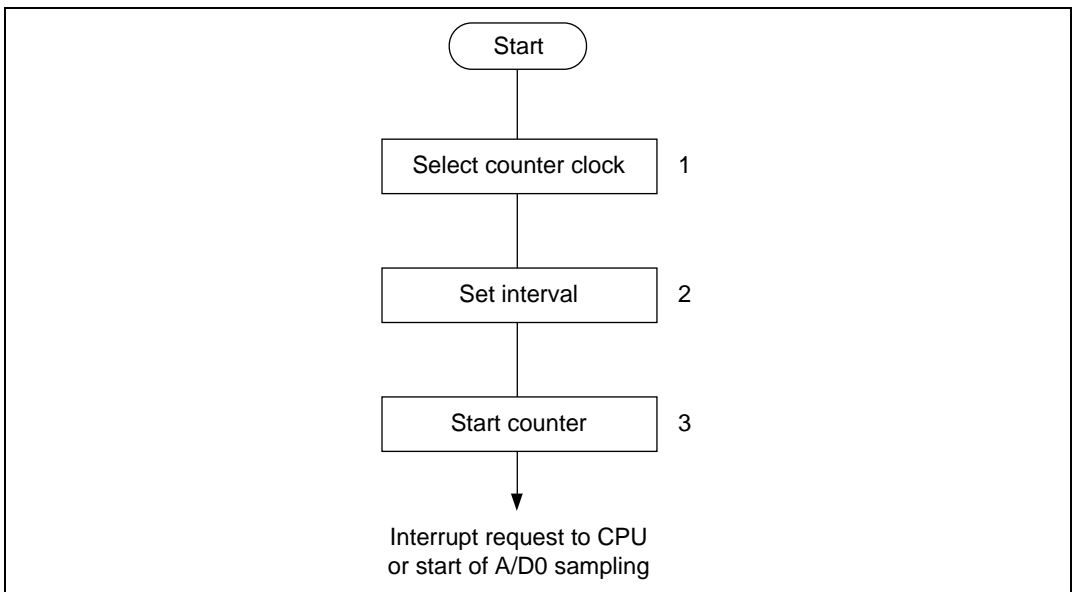 Start
Select counter clock 1
Set interval 2
Start counter 3
Interrupt request to CPU
or start of A/D0 sampling